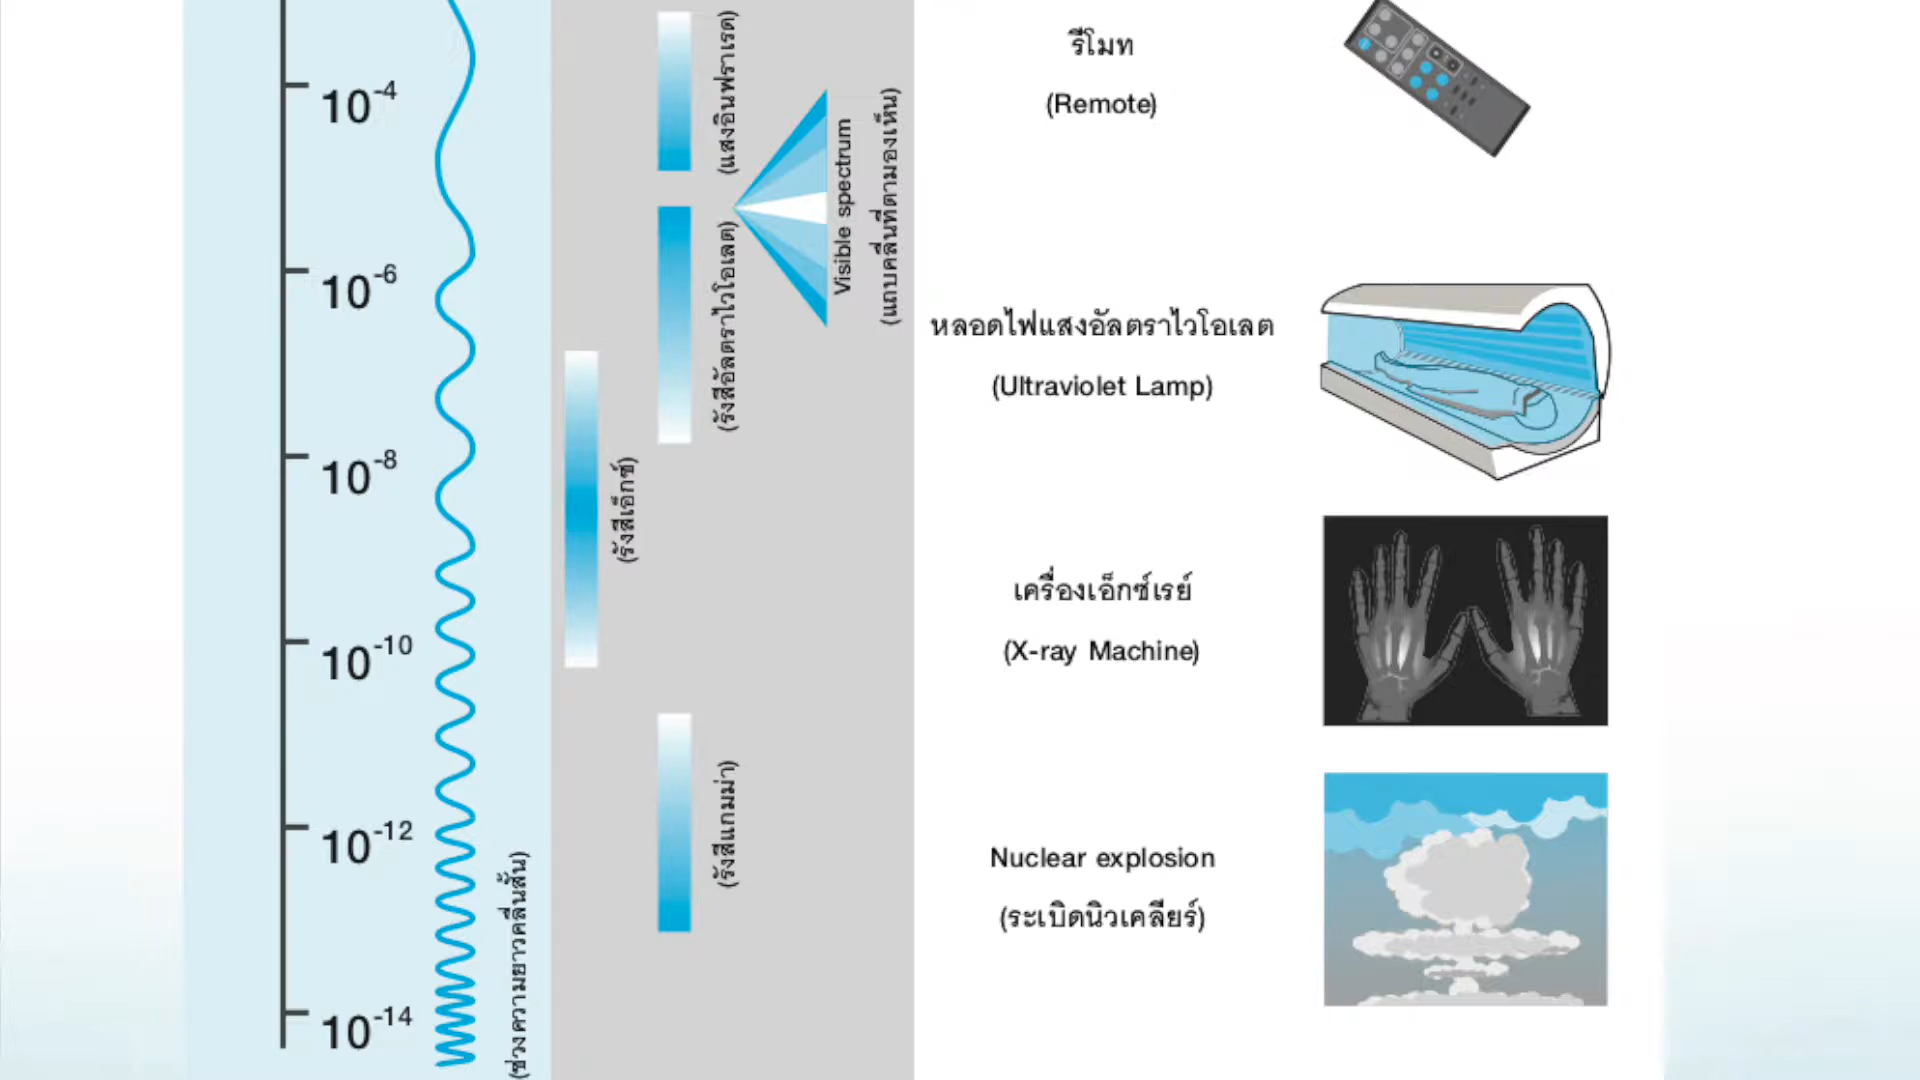 10-4
10-6
10-8
10-10
10-12
10-14
(ช่วงความยาวคลื่นสั้น)
(รังสีเอ็กซ์)
(แสงอินฟราเรด)
(รังสีอัลตราไวโอเลต)
(รังสีแกมม่า)
Visible spectrum
(แถบคลื่นที่ตามองเห็น)
รีโมท
(Remote)
หลอดไฟแสงอัลตราไวโอเลต
(Ultraviolet Lamp)
เครื่องเอ็กซ์เรย์
(X-ray Machine)
Nuclear explosion
(ระเบิดนิวเคลียร์)